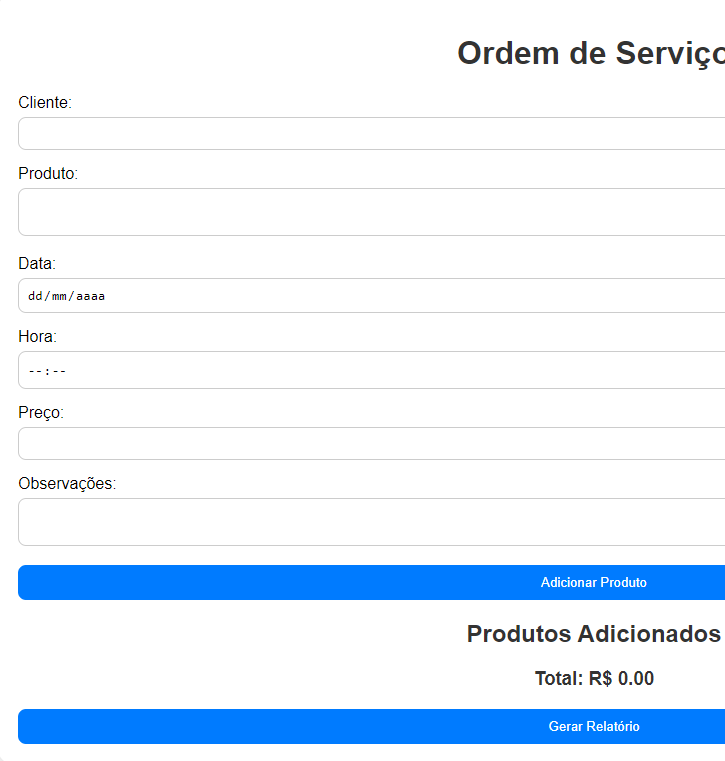 Ordem de Serviço
Cliente:
Produto:
Data:
dd/mm/aaaa
Hora:
--:--
Preço:
Observações:
Adicionar Produto
Produtos Adicionados
Total: R$ 0.00
Gerar Relatório